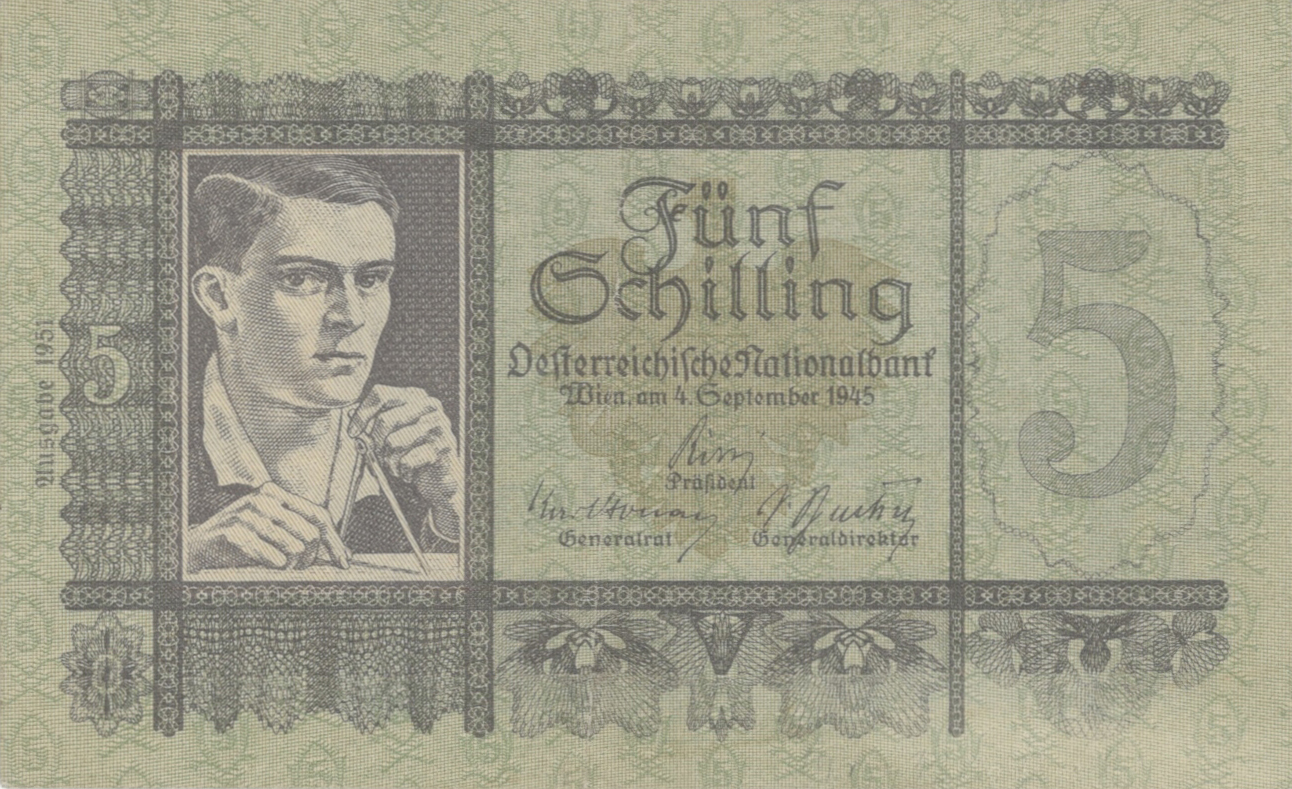 Ausgabe 1951
5
Fünf
Schilling
Oesterreichische Nationalbank
Wien, am 4. September 1945
Präsident
Generalrat
Generaldirektor
5